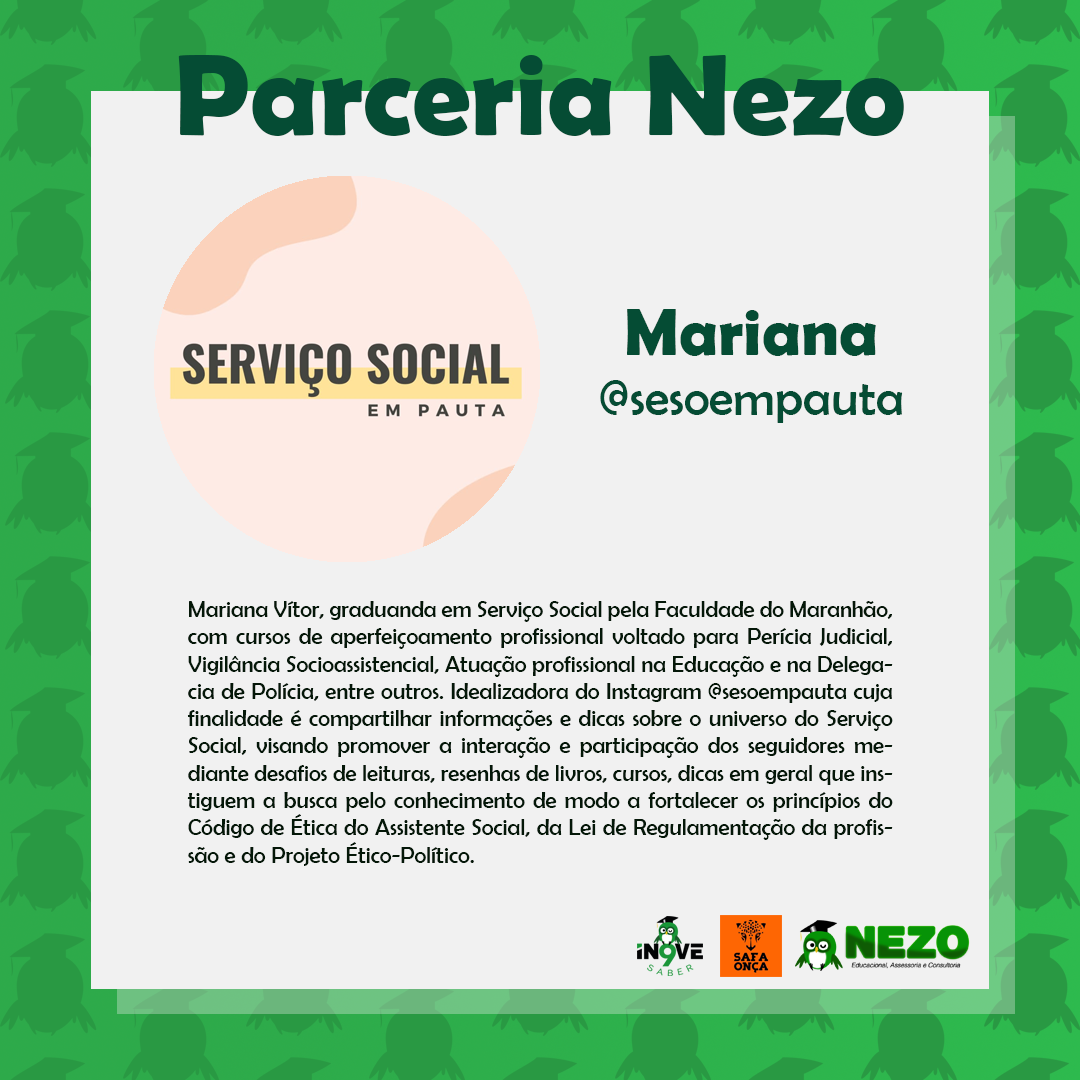 Parceria Nezo
SERVIÇO SOCIAL
EM PAUTA
Mariana
@sesoempauta
Mariana Vítor, graduanda em Serviço Social pela Faculdade do Maranhão,
com cursos de aperfeiçoamento profissional voltado para Perícia Judicial,
Vigilância Socioassistencial, Atuação profissional na Educação e na Delega-
cia de Polícia, entre outros. Idealizadora do Instagram @sesoempauta cuja
finalidade é compartilhar informações e dicas sobre o universo do Serviço
Social, visando promover a interação e participação dos seguidores me-
diante desafios de leituras, resenhas de livros, cursos, dicas em geral que ins-
tiguem a busca pelo conhecimento de modo a fortalecer os princípios do
Código de Ética do Assistente Social, da Lei de Regulamentação da profis-
são e do Projeto Ético-Político.
iN9VE
SABER
SAFA
ONÇA
NEZO
Educacional, Assessoria e Consultoria